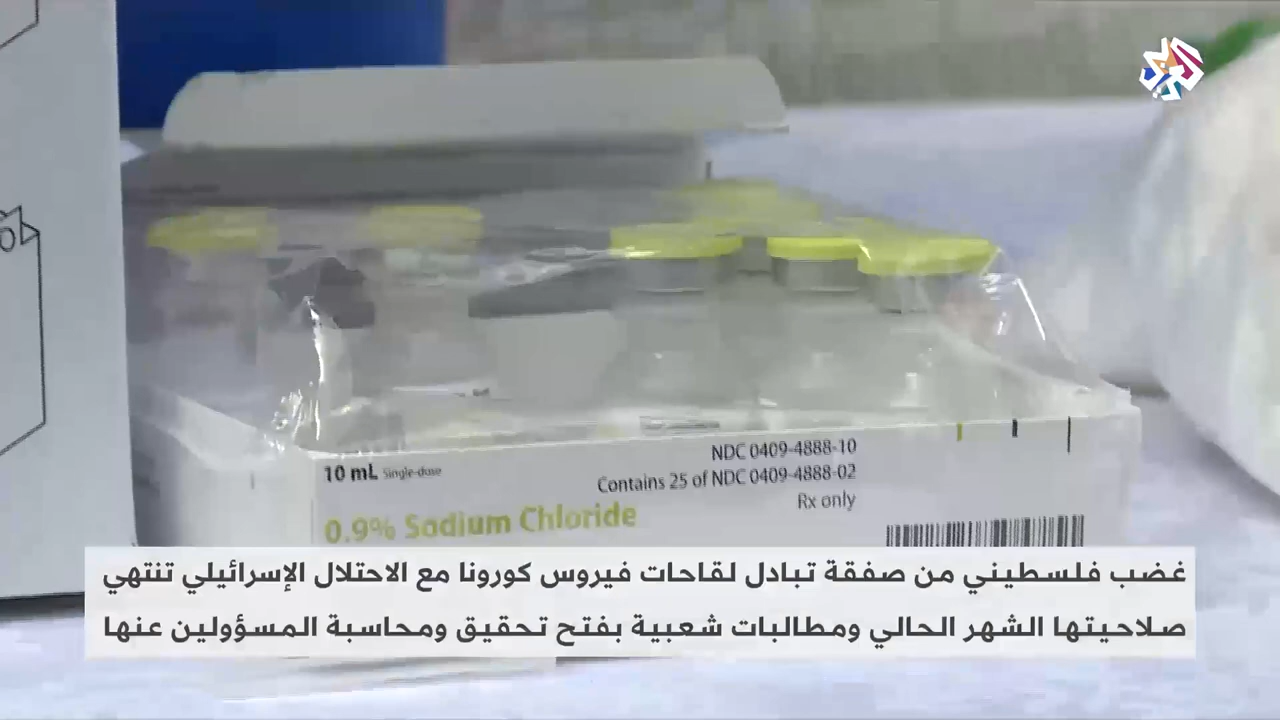 10 mL Single-dose
NDC 0409-4888-10
Contains 25 of NDC 0409-4888-02
Rx only
0.9% Sodium Chloride
غضب فلسطيني من صفقة تبادل لقاحات فيروس كورونا مع الاحتلال الإسرائيلي تنتهي
صلاحيتها الشهر الحالي ومطالبات شعبية بفتح تحقيق ومحاسبة المسؤولين عنها